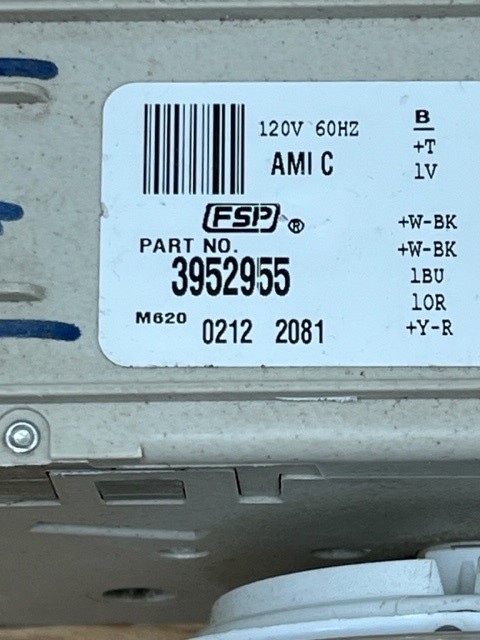 120V 60HZ
AMI C
FSP ®
PART NO.
3952955
M620 0212 2081
B
+T
1V
+W-BK
+W-BK
1BU
1OR
+Y-R